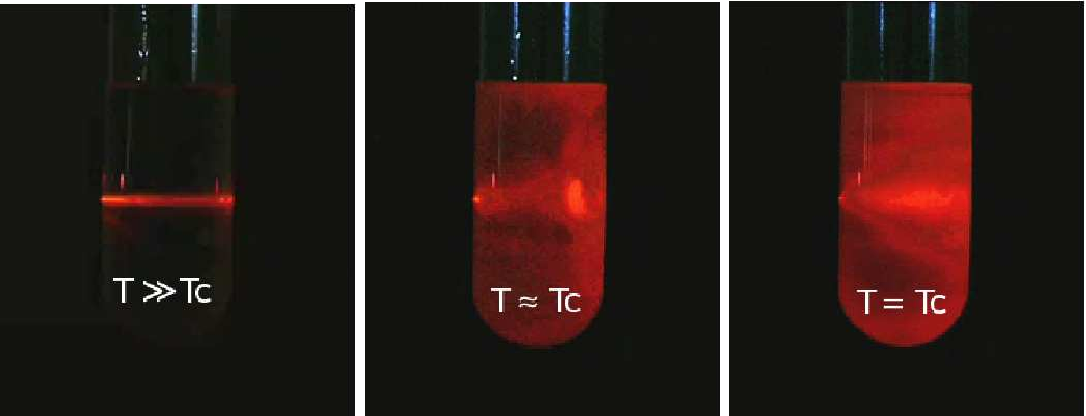 T ≫ Tc
T ≈ Tc
T = Tc